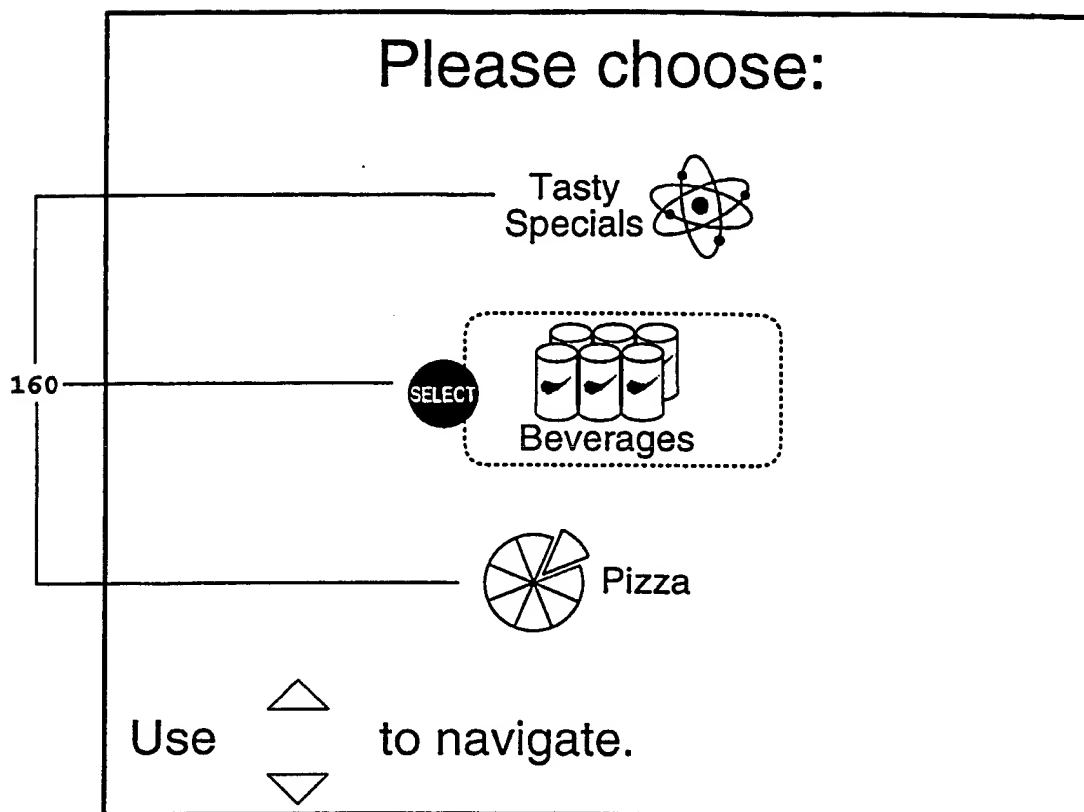 Please choose:
Tasty
Specials
160
SELECT
Beverages
Pizza
Use to navigate.